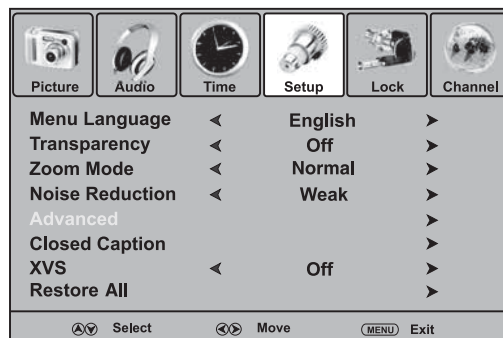 Picture Audio Time Setup Lock Channel
Menu Language English
Transparency Off
Zoom Mode Normal
Noise Reduction Weak
Advanced
Closed Caption
XVS Off
Restore All
Select Move MENU Exit